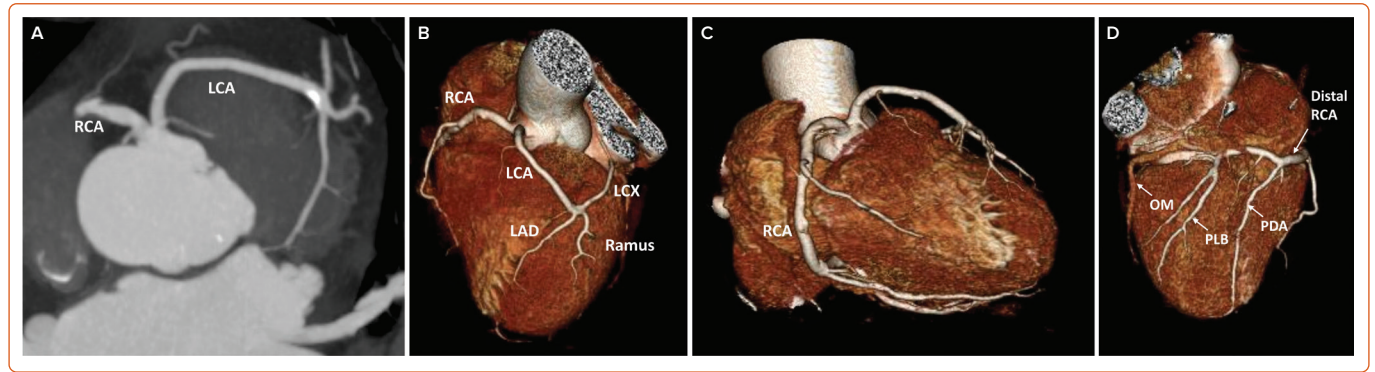 A
LCA
RCA
B
RCA
LCA
LCX
LAD
Ramus
C
RCA
D
Distal
RCA
OM
PLB
PDA